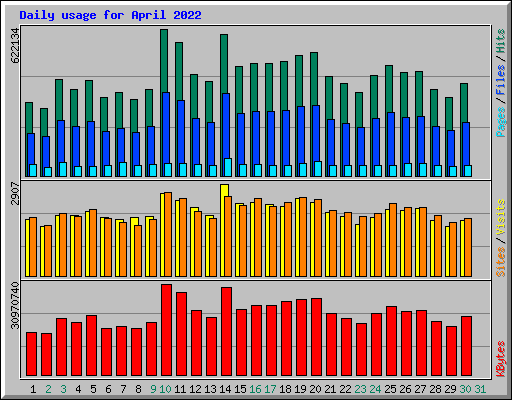 Daily usage for April 2022
622134
Pages / Files / Hits
2907
Sites / Visits
30970740
KBytes
1 2 3 4 5 6 7 8 9 10 11 12 13 14 15 16 17 18 19 20 21 22 23 24 25 26 27 28 29 30 31